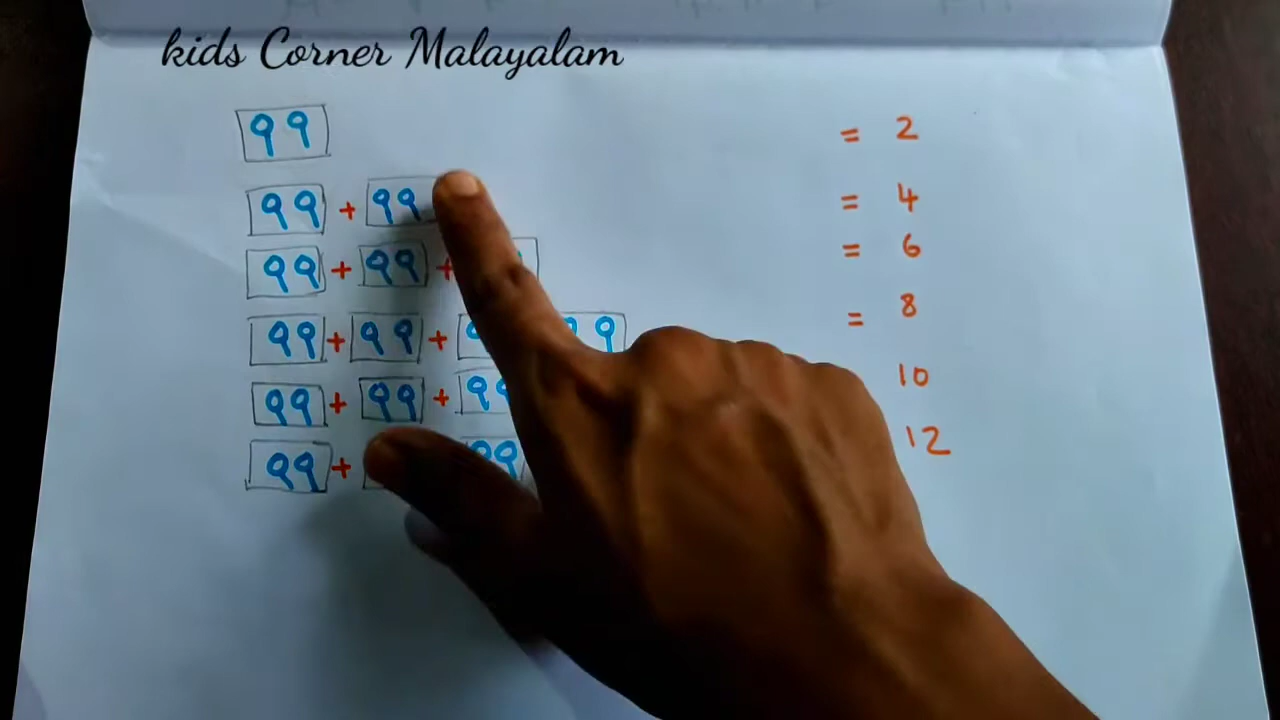 kids Corner Malayalam
99 = 2
99 + 99 = 4
99 + 99 + = 6
99 + 99 + 99 = 8
99 + 99 + 99 10
99 + 99 12